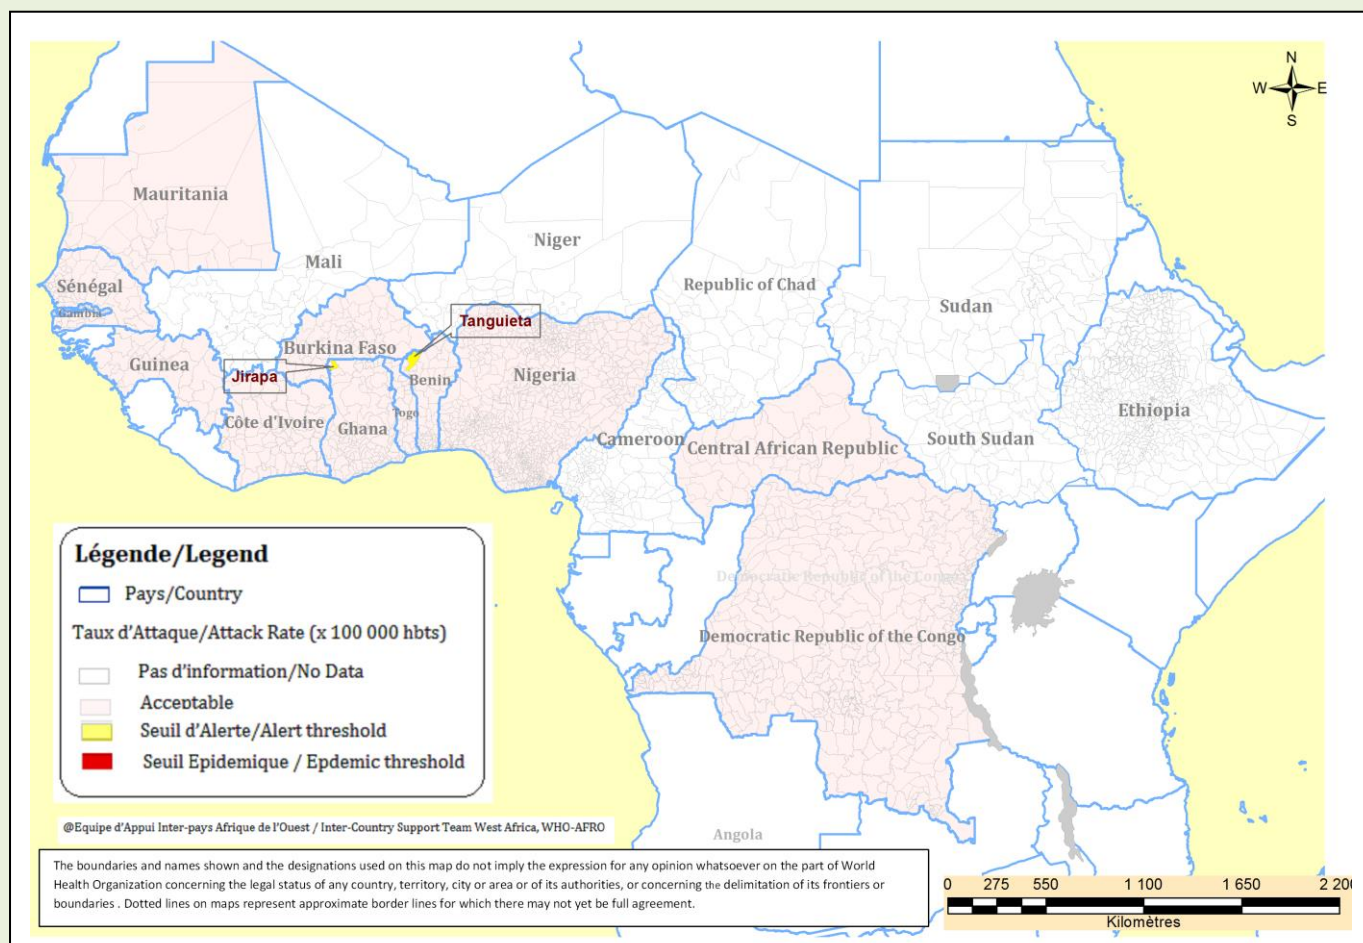 N
W E
S
Mauritania
Niger
Mali
Republic of Chad
Sénégal
Sudan
Gambia
Tanguieta
Burkina Faso
Guinea
Jirapa
Nigeria
Benin
Togo
Ethiopia
Côte d'Ivoire
Ghana
Cameroon
South Sudan
Central African Republic
Democratic Republic of the Congo
Democratic Republic of the Congo
Angola
Légende/Legend
Pays/Country
Taux d'Attaque/Attack Rate (x 100 000 hbts)
Pas d'information/No Data
Acceptable
Seuil d'Alerte/Alert threshold
Seuil Epidemique / Epdemic threshold
@Equipe d'Appui Inter-pays Afrique de l'Ouest / Inter-Country Support Team West Africa, WHO-AFRO
The boundaries and names shown and the designations used on this map do not imply the expression for any opinion whatsoever on the part of World
Health Organization concerning the legal status of any country, territory, city or area or of its authorities, or concerning the delimitation of its frontiers or
boundaries . Dotted lines on maps represent approximate border lines for which there may not yet be full agreement.
0 275 550 1 100 1 650 2 200
Kilomètres